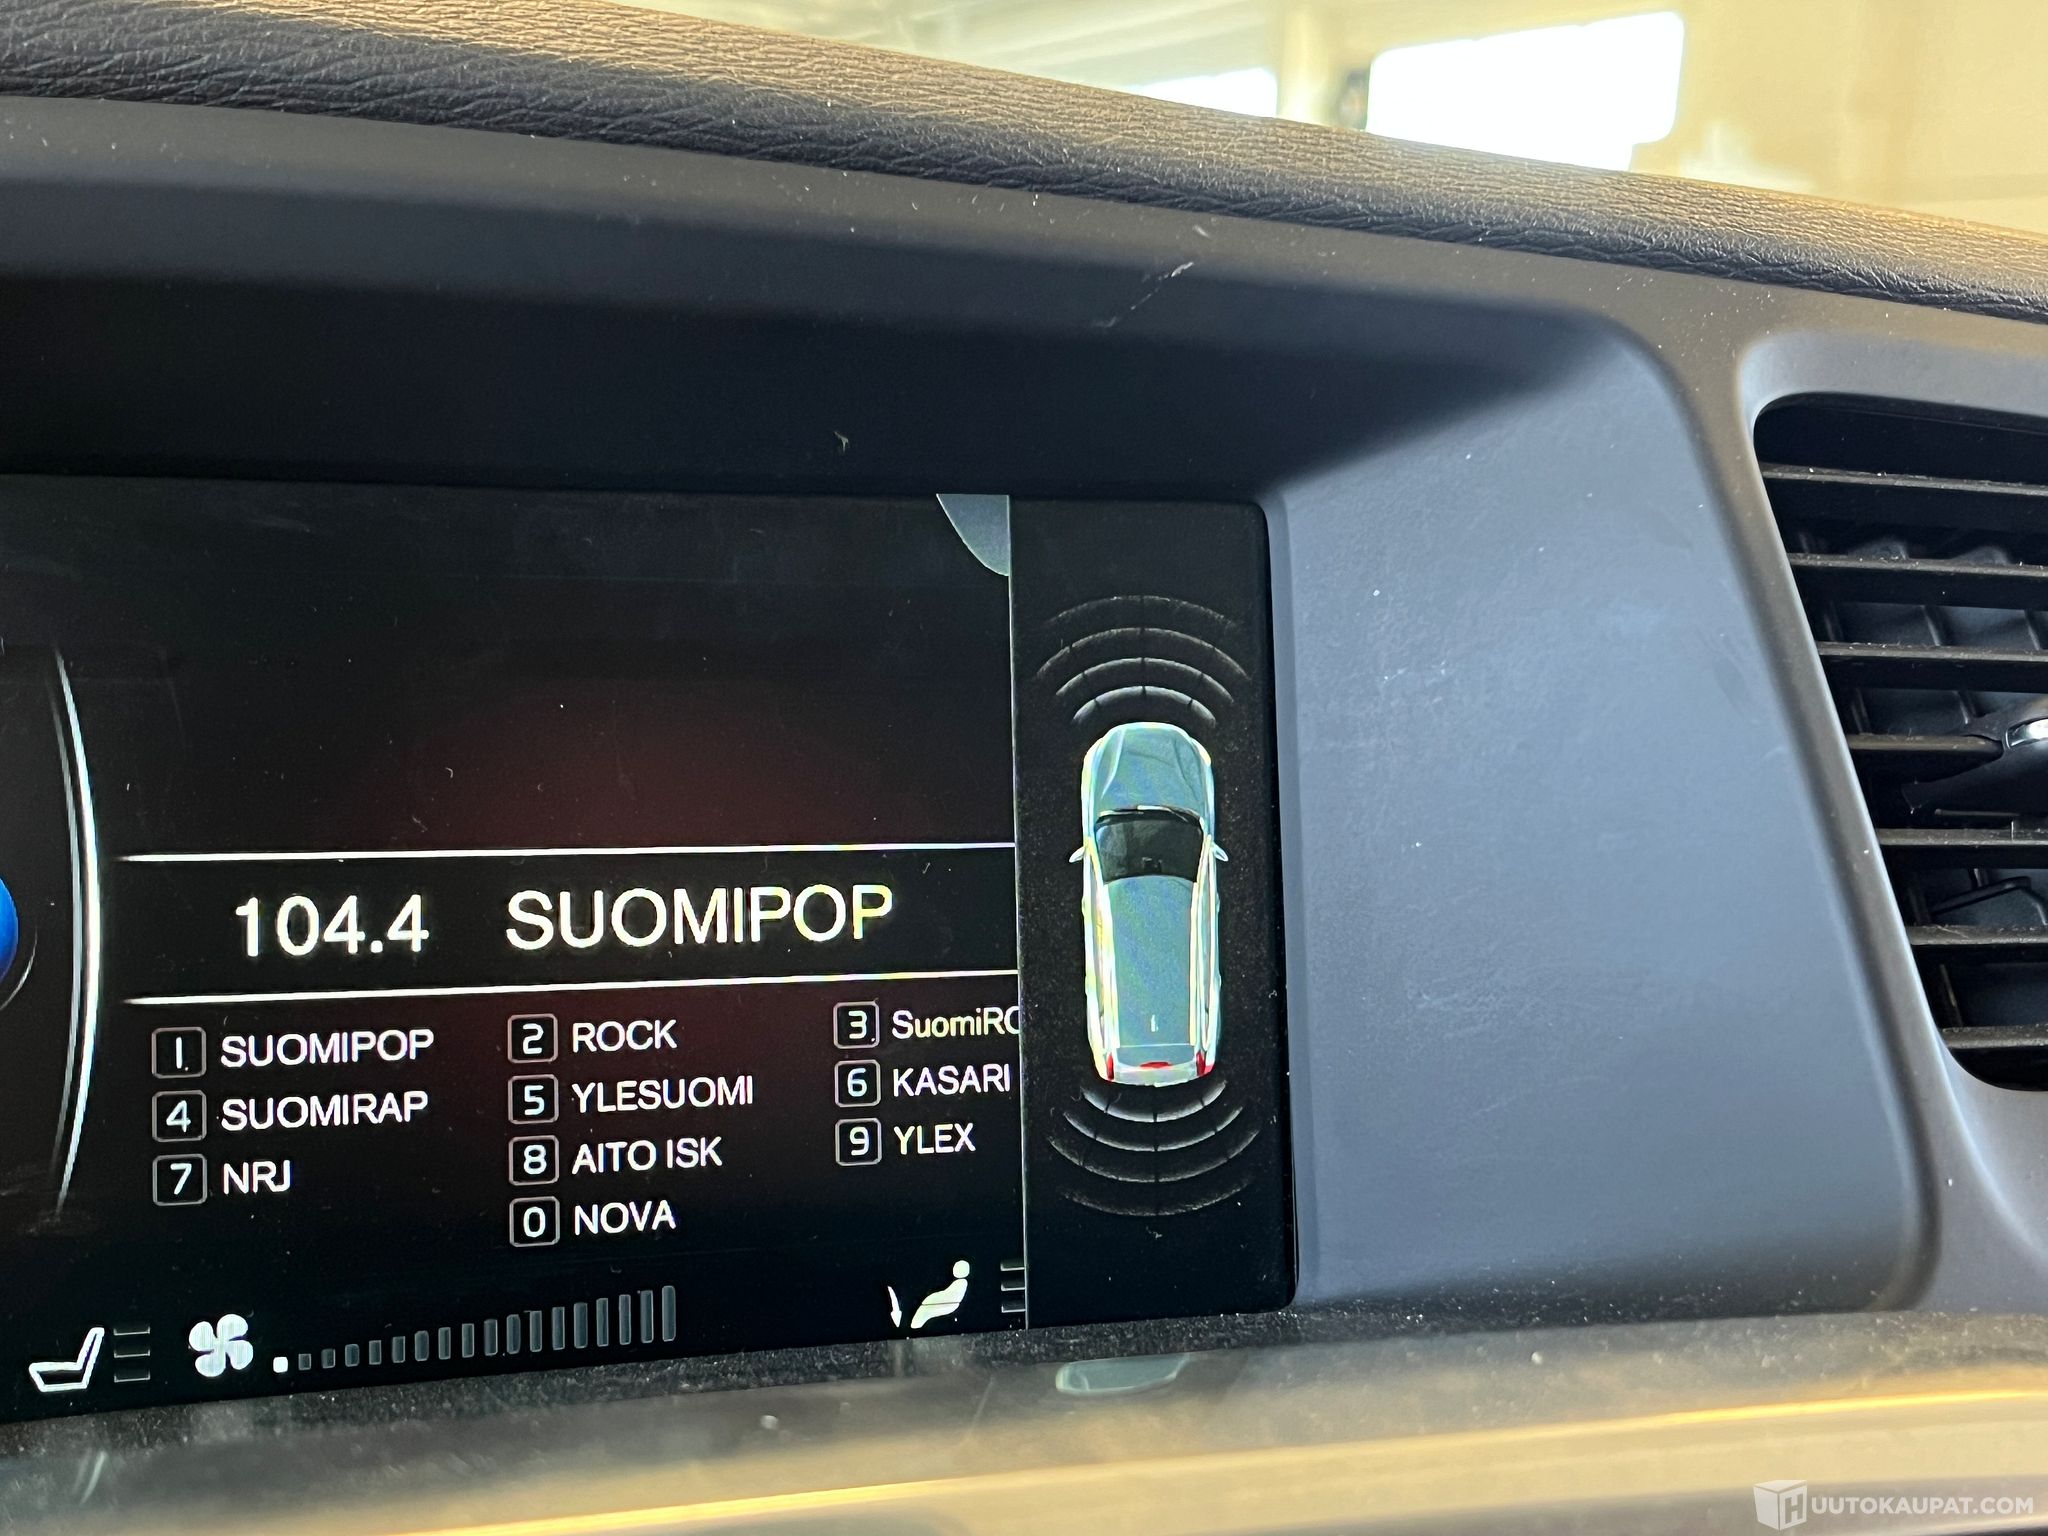 104.4 SUOMIPOP
1 SUOMIPOP 2 ROCK 3 SuomiRO
4 SUOMIRAP 5 YLESUOMI 6 KASARI
7 NRJ 8 AITO ISK 9 YLEX
0 NOVA
HUUTOKAUPAT.COM